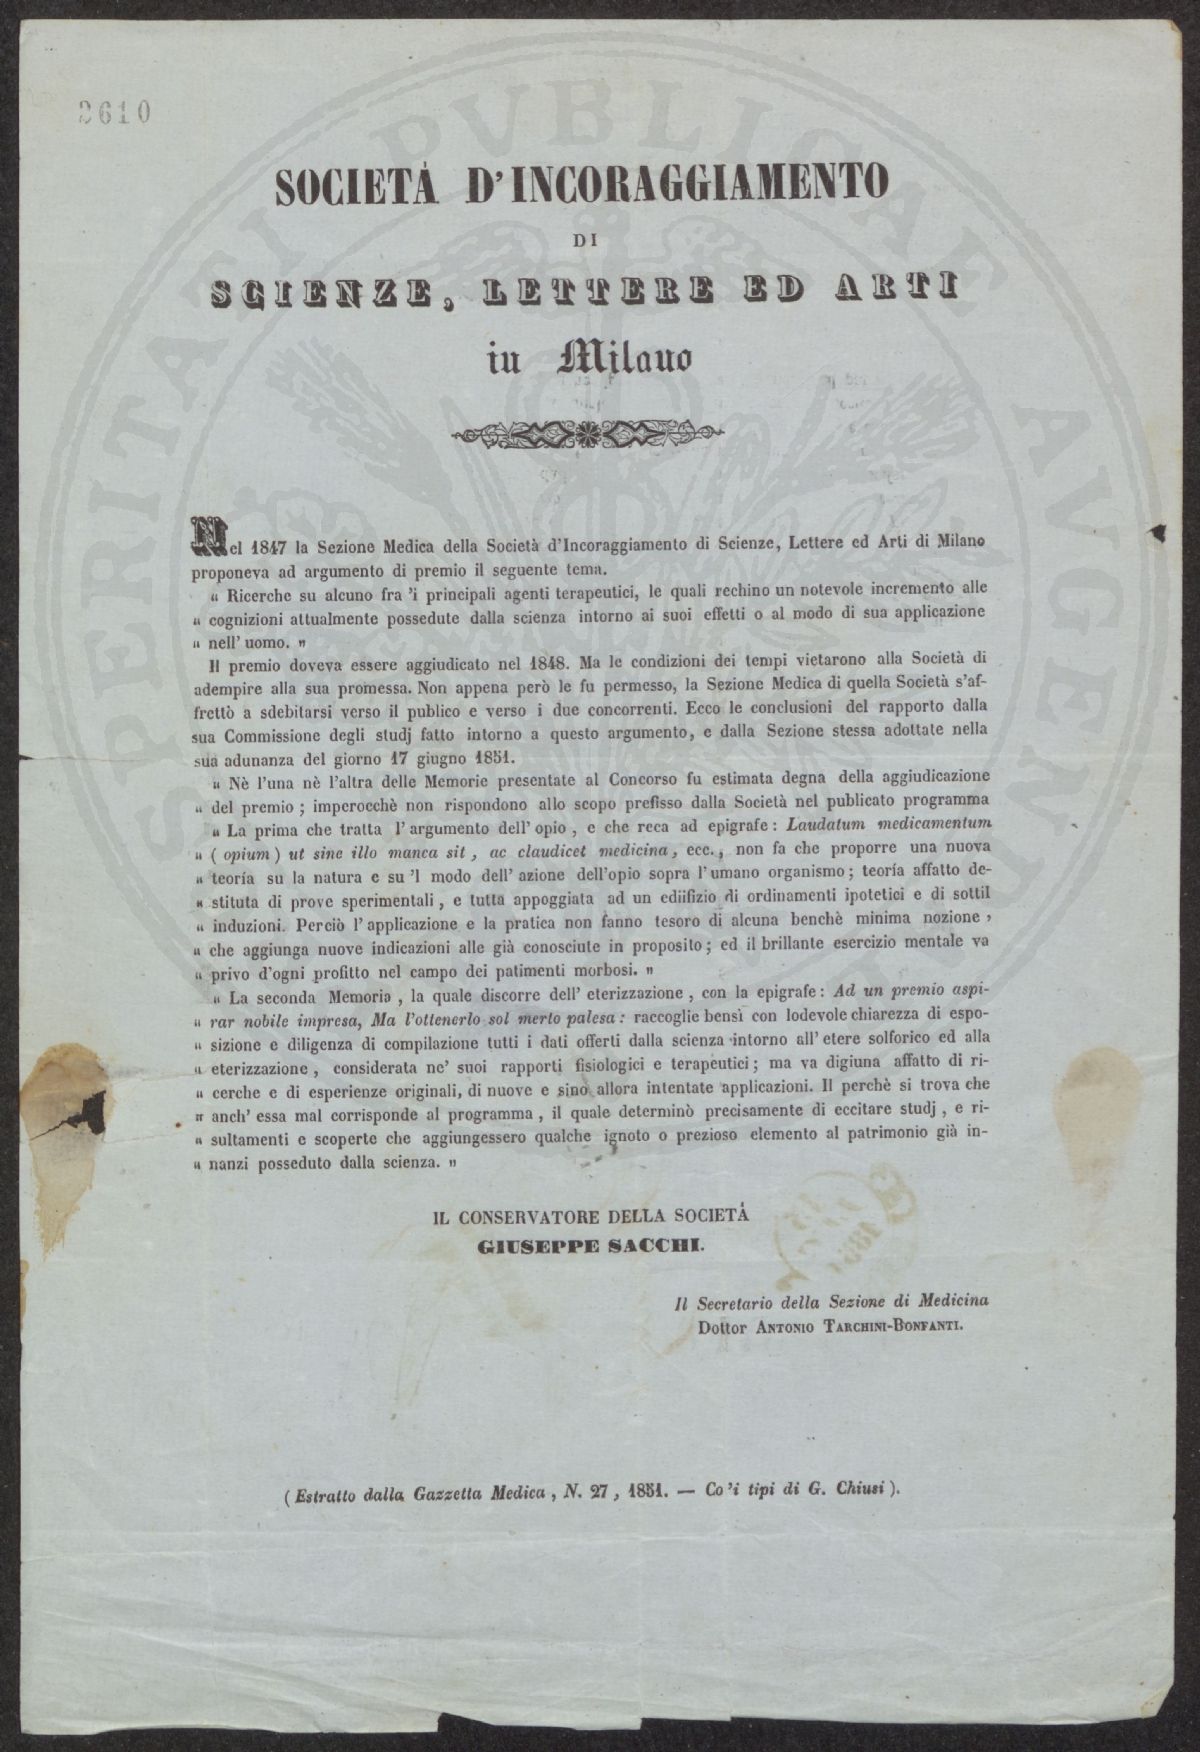 2610
SOCIETÀ D'INCORAGGIAMENTO
DI
SCIENZE, LETTERE ED ARTI
in Milano
Nel 1847 la Sezione Medica della Società d'Incoraggiamento di Scienze, Lettere ed Arti di Milano
proponeva ad argumento di premio il seguente tema.
« Ricerche su alcuno fra 'i principali agenti terapeutici, le quali rechino un notevole incremento alle
« cognizioni attualmente possedute dalla scienza intorno ai suoi effetti o al modo di sua applicazione
« nell' uomo. »
Il premio doveva essere aggiudicato nel 1848. Ma le condizioni dei tempi vietarono alla Società di
adempire alla sua promessa. Non appena però le fu permesso, la Sezione Medica di quella Società s'af-
frettò a sdebitarsi verso il publico e verso i due concorrenti. Ecco le conclusioni del rapporto dalla
sua Commissione degli studj fatto intorno a questo argumento, e dalla Sezione stessa adottate nella
sua adunanza del giorno 17 giugno 1851.
« Nè l'una nè l'altra delle Memorie presentate al Concorso fu estimata degna della aggiudicazione
« del premio ; imperocchè non rispondono allo scopo prefisso dalla Società nel publicato programma
« La prima che tratta l' argumento dell' opio , e che reca ad epigrafe : Laudatum medicamentum
« ( opium ) ut sine illo manca sit , ac claudicet medicina, ecc., non fa che proporre una nuova
« teoría su la natura e su 'l modo dell' azione dell'opio sopra l'umano organismo; teoría affatto de-
« stituta di prove sperimentali , e tutta appoggiata ad un ediifizio di ordinamenti ipotetici e di sottil
« induzioni. Perciò l'applicazione e la pratica non fanno tesoro di alcuna benchè minima nozione ,
« che aggiunga nuove indicazioni alle già conosciute in proposito ; ed il brillante esercizio mentale va
« privo d'ogni profitto nel campo dei patimenti morbosi. »
« La seconda Memoria , la quale discorre dell' eterizzazione , con la epigrafe : Ad un premio aspi-
« rar nobile impresa, Ma l'ottenerlo sol merto palesa : raccoglie bensì con lodevole chiarezza di espo-
« sizione e diligenza di compilazione tutti i dati offerti dalla scienza intorno all' etere solforico ed alla
« eterizzazione , considerata ne' suoi rapporti fisiologici e terapeutici ; ma va digiuna affatto di ri-
« cerche e di esperienze originali, di nuove e sino allora intentate applicazioni. Il perchè si trova che
« anch' essa mal corrisponde al programma , il quale determinò precisamente di eccitare studj , e ri-
« sultamenti e scoperte che aggiungessero qualche ignoto o prezioso elemento al patrimonio già in-
« nanzi posseduto dalla scienza. »
IL CONSERVATORE DELLA SOCIETÀ
GIUSEPPE SACCHI.
Il Secretario della Sezione di Medicina
Dottor ANTONIO TARCHINI-BONFANTI.
( Estratto dalla Gazzetta Medica , N. 27 , 1851. — Co 'i tipi di G. Chiusi ).
PROSPERITATI PVBLICAE AVGENDAE